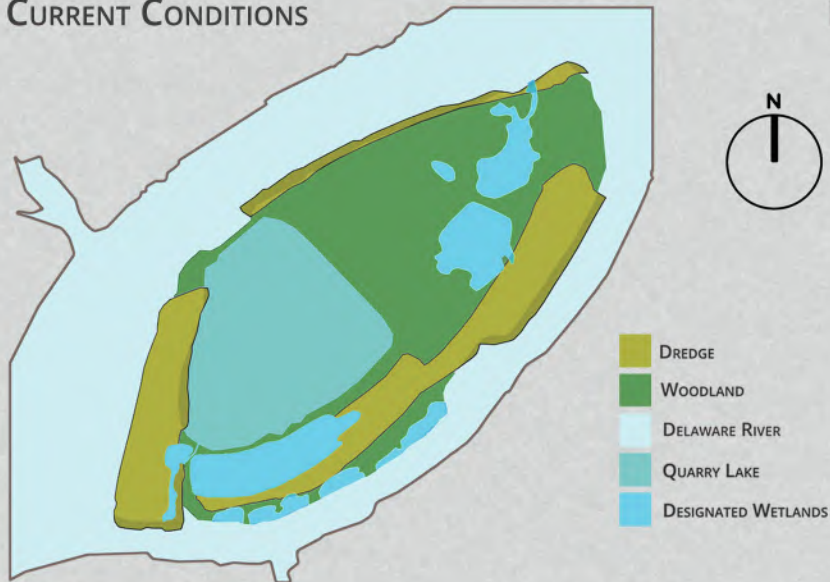 CURRENT CONDITIONS
N
DREDGE
WOODLAND
DELAWARE RIVER
QUARRY LAKE
DESIGNATED WETLANDS